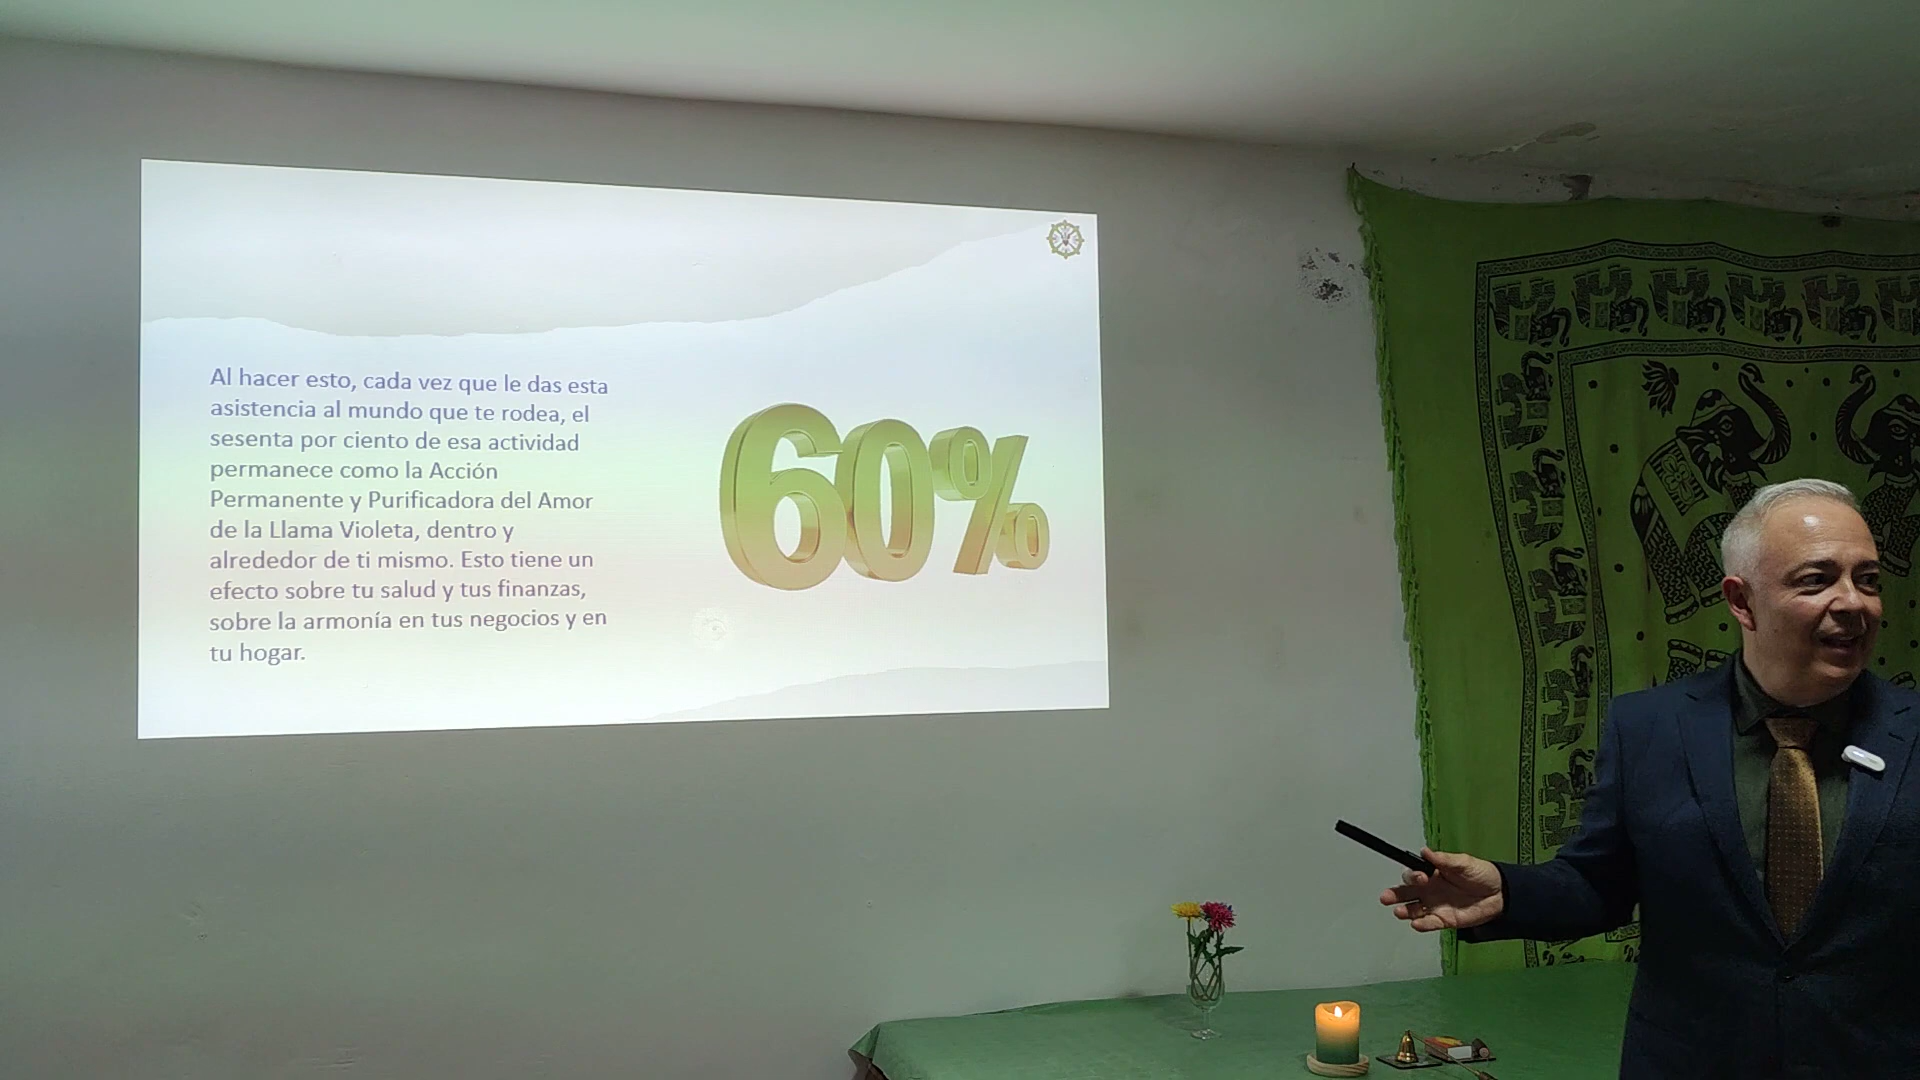 Al hacer esto, cada vez que le das esta
asistencia al mundo que te rodea, el
sesenta por ciento de esa actividad
permanece como la Acción
Permanente y Purificadora del Amor
de la Llama Violeta, dentro y
alrededor de ti mismo. Esto tiene un
efecto sobre tu salud y tus finanzas,
sobre la armonía en tus negocios y en
tu hogar.
60%